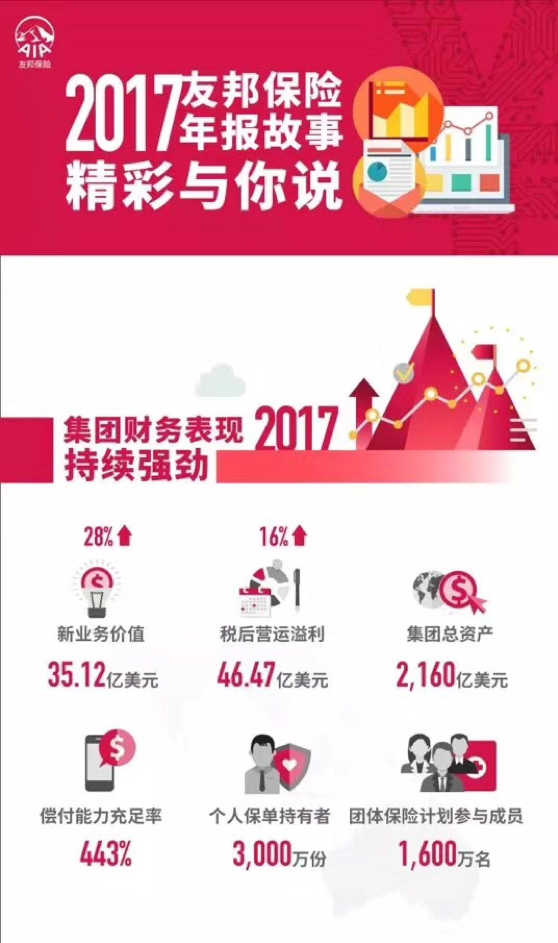 AIA
友邦保险
2017友邦保险
年报故事
精彩与你说
集团财务表现 2017
持续强劲
28% 16%
新业务价值 税后营运溢利 集团总资产
35.12亿美元 46.47亿美元 2,160亿美元
偿付能力充足率 个人保单持有者 团体保险计划参与成员
443% 3,000万份 1,600万名